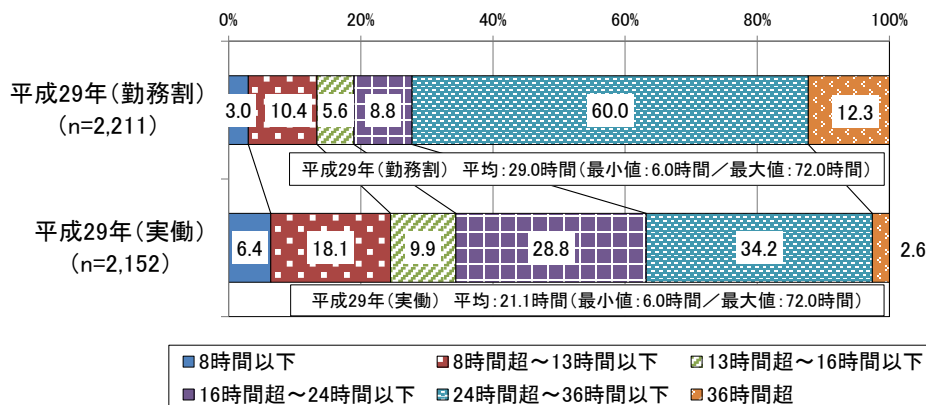 0% 20% 40% 60% 80% 100%
平成29年(勤務割)
(n=2,211)
3.0 10.4 5.6 8.8 60.0 12.3
平成29年(勤務割) 平均:29.0時間(最小値:6.0時間/最大値:72.0時間)
平成29年(実働)
(n=2,152)
6.4 18.1 9.9 28.8 34.2 2.6
平成29年(実働) 平均:21.1時間(最小値:6.0時間/最大値:72.0時間)
8時間以下 8時間超~13時間以下 13時間超~16時間以下
16時間超~24時間以下 24時間超~36時間以下 36時間超